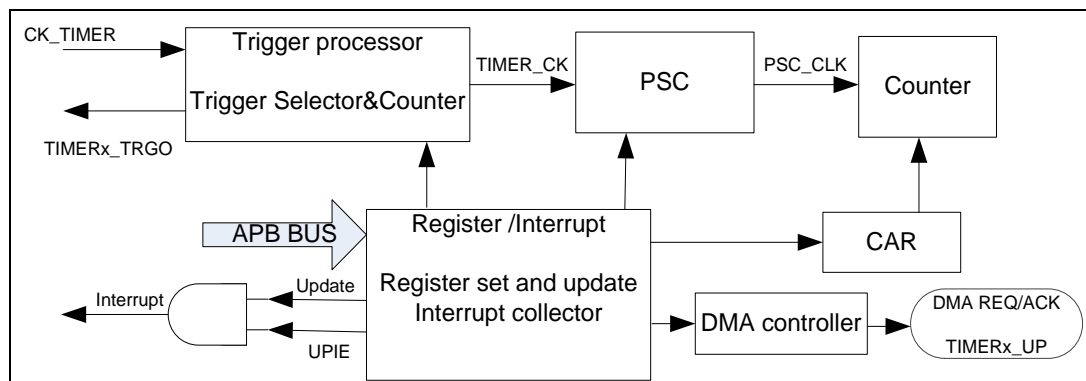 CK_TIMER
Trigger processor
Trigger Selector&Counter
TIMERx_TRGO
TIMER_CK
PSC
PSC_CLK
Counter
APB BUS
Register /Interrupt
Register set and update
Interrupt collector
CAR
Interrupt
Update
UPIE
DMA controller
DMA REQ/ACK
TIMERx_UP